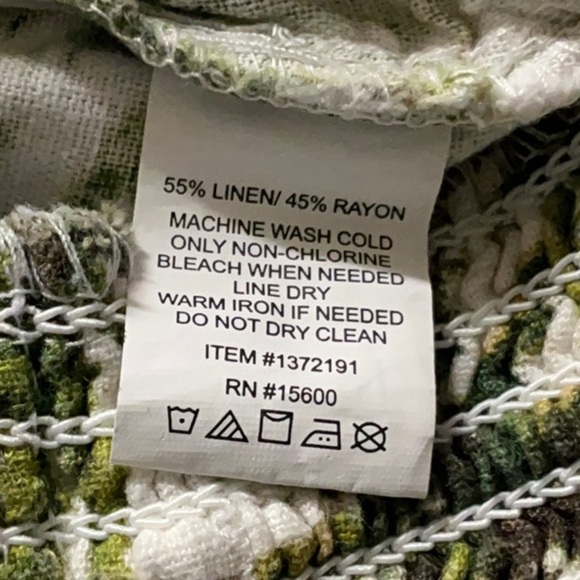 55% LINEN/ 45% RAYON
MACHINE WASH COLD
ONLY NON-CHLORINE
BLEACH WHEN NEEDED
LINE DRY
WARM IRON IF NEEDED
DO NOT DRY CLEAN
ITEM #1372191
RN #15600